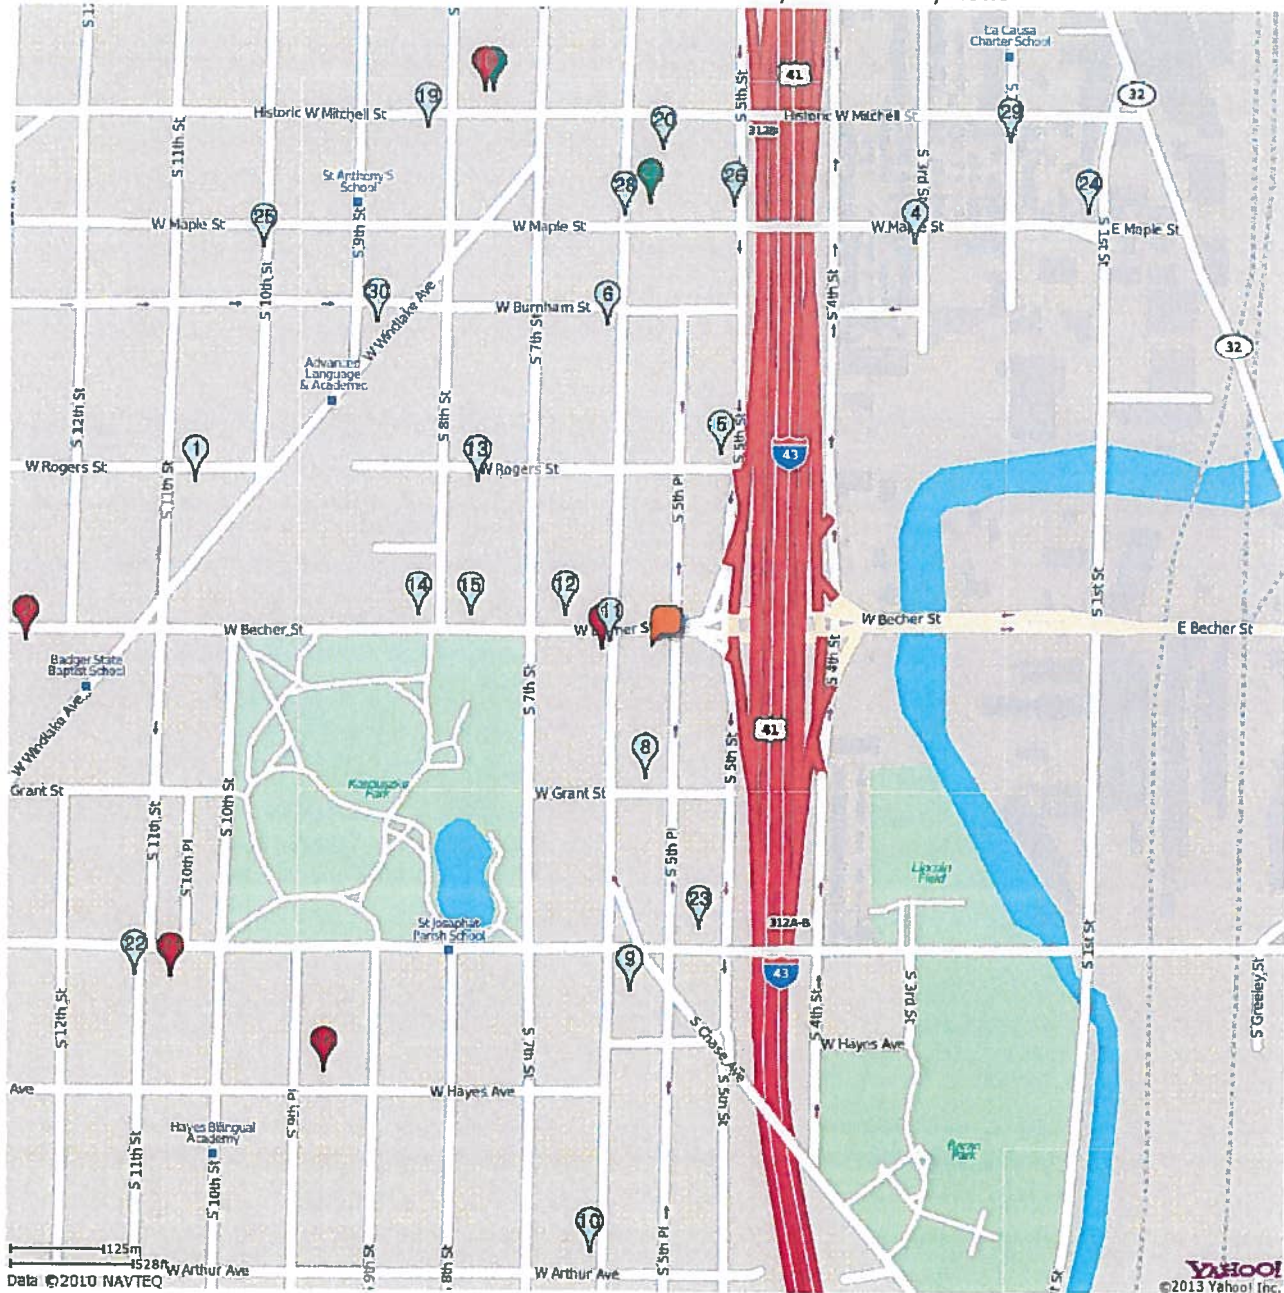 41
La Causa
Charter School
32
19
Historic W Mitchell St
20
S 5th St
312B
Historic W Mitchell St
29
S 11th St
St Anthony'S
School
28
26
S 3rd St
24
25
W Maple St
S 9th St
W Maple St
4
W Maple St
S 1st St
E Maple St
S 10th St
30
W Windlake Ave
W Burnham St
6
S 4th St
S 7th St
32
Advanced
Language
& Academic
S 12th St
S 8th St
5
S 5th St
43
W Rogers St
1
13
W Rogers St
S 11th St
S 5th Pl
14
15
12
11
S 1st St
W Becher St
W Becher St
E Becher St
Badger State
Baptist School
S 7th St
S 4th St
W Windlake Ave
41
8
S 5th St
Kosciuszko
Park
Grant St
W Grant St
S 10th St
S 11th St
S 10th Pl
S 5th Pl
Lincoln
Field
23
312A-B
St Josaphat
Parish School
22
9
43
S 1st St
S 12th St
S 3rd St
S 4th St
S Greeley St
S Chase Ave
W Hayes Ave
S 7th St
Ave
W Hayes Ave
S 9th Pl
S 5th St
Hayes Bilingual
Academy
S 11th St
S 10th St
Baran
Park
10
S 5th Pl
125m
528ft
W Arthur Ave
S 9th St
S 8th St
W Arthur Ave
Data ©2010 NAVTEQ
YAHOO!
©2013 Yahoo! Inc.